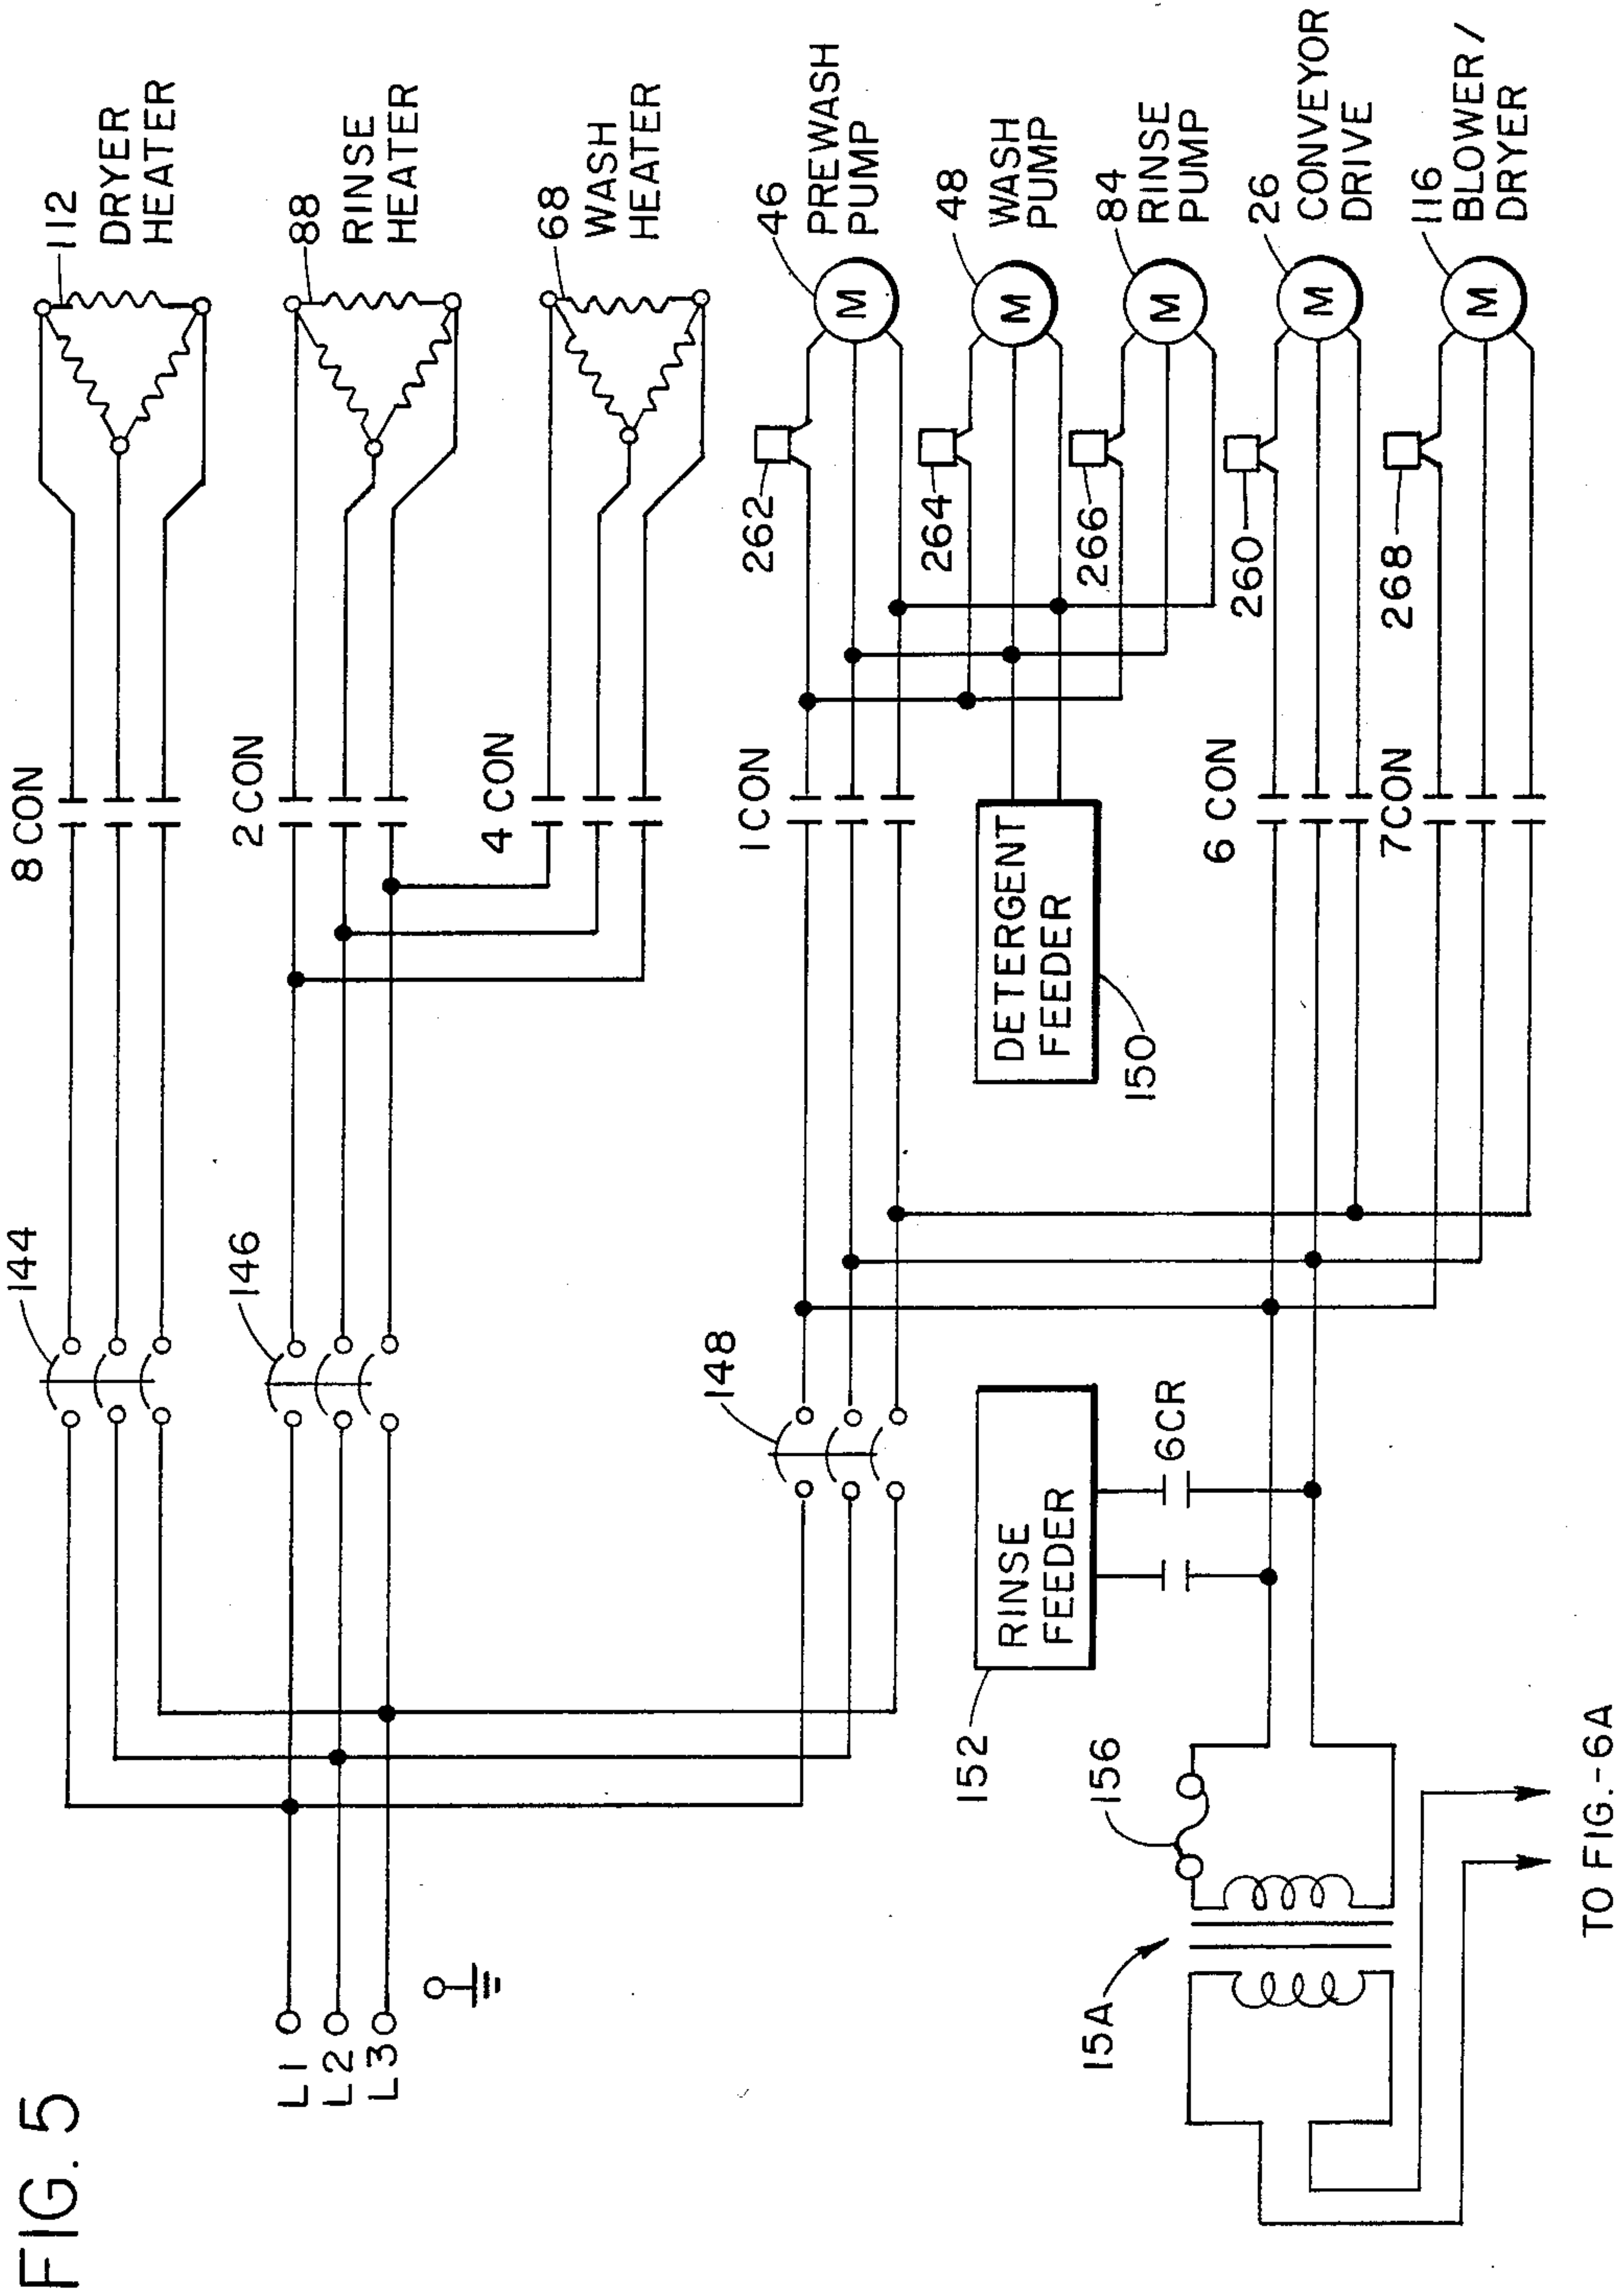 FIG. 5
L1
L2
L3
144
146
148
8 CON
2 CON
4 CON
1 CON
6 CON
7CON
112
DRYER
HEATER
88
RINSE
HEATER
68
WASH
HEATER
262
46
PREWASH
PUMP
264
48
WASH
PUMP
266
84
RINSE
PUMP
260
26
CONVEYOR
DRIVE
268
116
BLOWER/
DRYER
DETERGENT
FEEDER
150
RINSE
FEEDER
152
6CR
156
15A
TO FIG.-6A